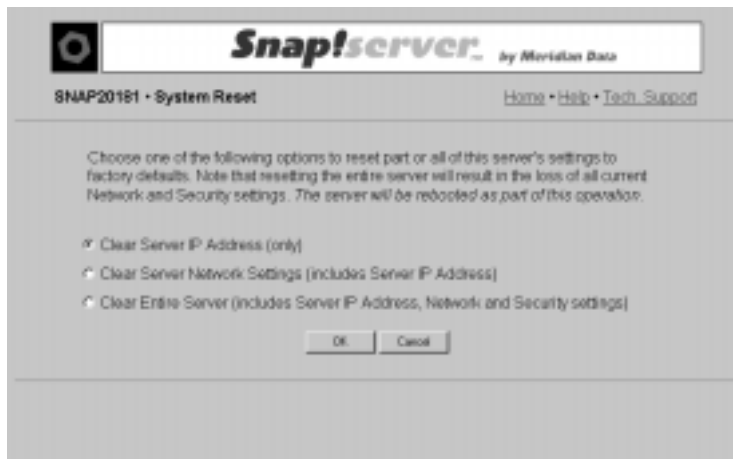 Snap!server™ by Meridian Data
SNAP20181 • System Reset
Home • Help • Tech. Support
Choose one of the following options to reset part or all of this server's settings to
factory defaults. Note that resetting the entire server will result in the loss of all current
Network and Security settings. The server will be rebooted as part of this operation.
Clear Server IP Address (only)
Clear Server Network Settings (includes Server IP Address)
Clear Entire Server (includes Server IP Address, Network and Security settings)
OK
Cancel